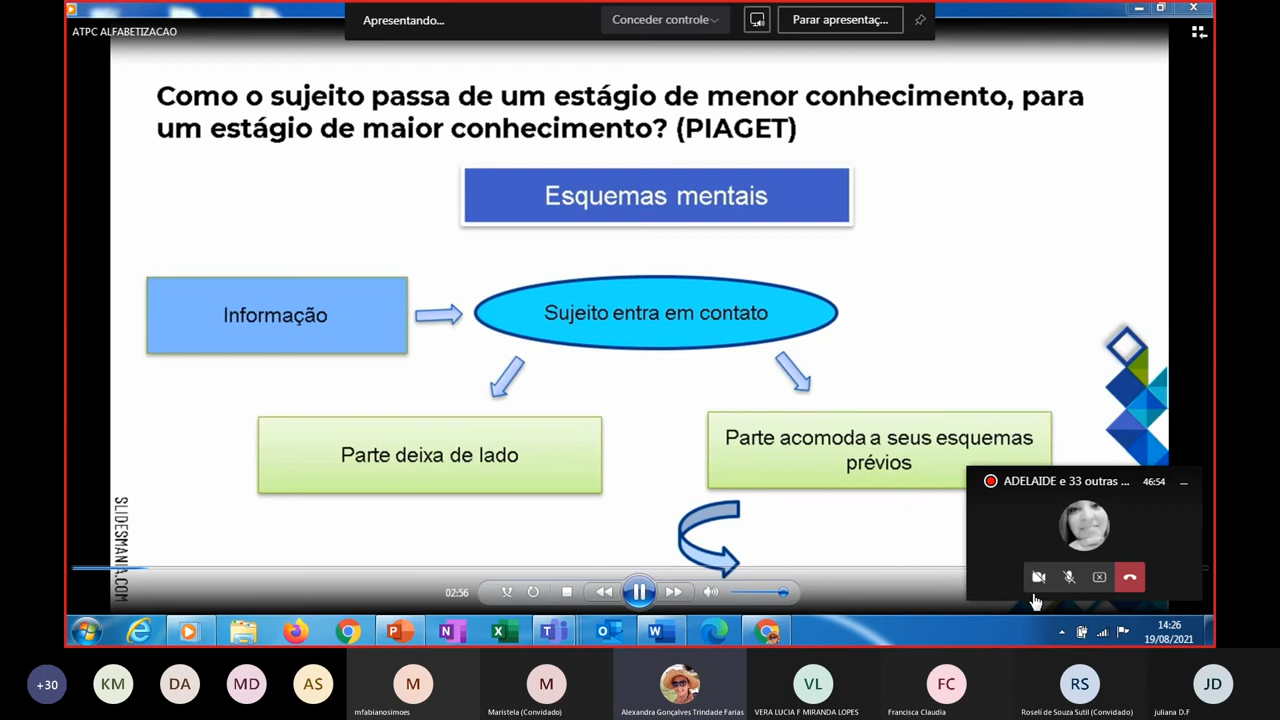 Apresentando...
Conceder controle
Parar apresentaç...
ATPC ALFABETIZACAO
Como o sujeito passa de um estágio de menor conhecimento, para
um estágio de maior conhecimento? (PIAGET)
Esquemas mentais
Informação
Sujeito entra em contato
Parte deixa de lado
Parte acomoda a seus esquemas
prévios
SLIDESMANIA.COM
ADELAIDE e 33 outras ...
46:54
02:56
14:26
19/08/2021
+30
KM
DA
MD
AS
M
mfabianosimoes
M
Maristela (Convidado)
Alexandra Gonçalves Trindade Farias
VL
VERA LUCIA F MIRANDA LOPES
FC
Francisca Claudia
RS
Roseli de Souza Sutil (Convidado)
JD
juliana D.F